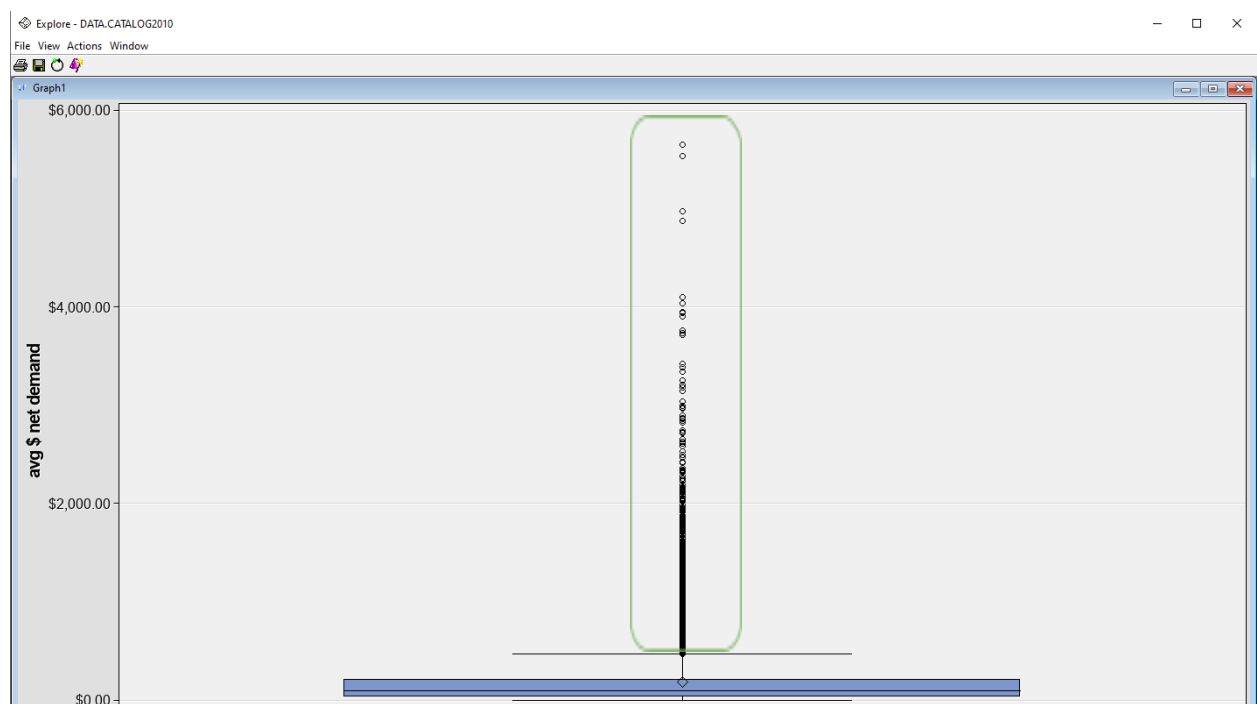 Explore - DATA.CATALOG2010
File View Actions Window
Graph1
$6,000.00
$4,000.00
avg $ net demand
$2,000.00
$0.00